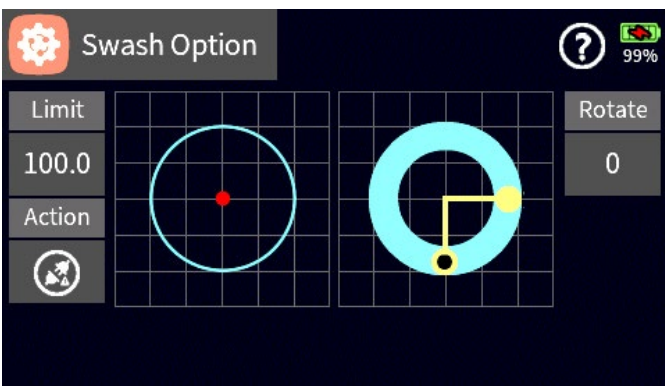 Swash Option
?
99%
Limit
Rotate
100.0
0
Action